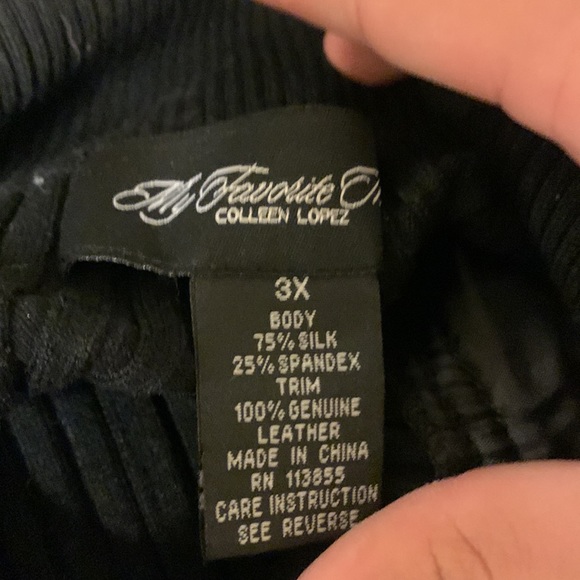 My Favorite
COLLEEN LOPEZ
3X
BODY
75% SILK
25% SPANDEX
TRIM
100% GENUINE
LEATHER
MADE IN CHINA
RN 113855
CARE INSTRUCTION
SEE REVERSE